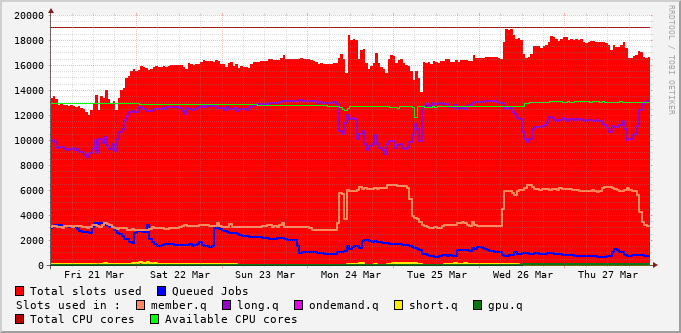 20000
18000
16000
14000
12000
10000
8000
6000
4000
2000
0
Fri 21 Mar Sat 22 Mar Sun 23 Mar Mon 24 Mar Tue 25 Mar Wed 26 Mar Thu 27 Mar
Total slots used Queued Jobs
Slots used in : member.q long.q ondemand.q short.q gpu.q
Total CPU cores Available CPU cores
RRDTOOL / TOBI OETIKER